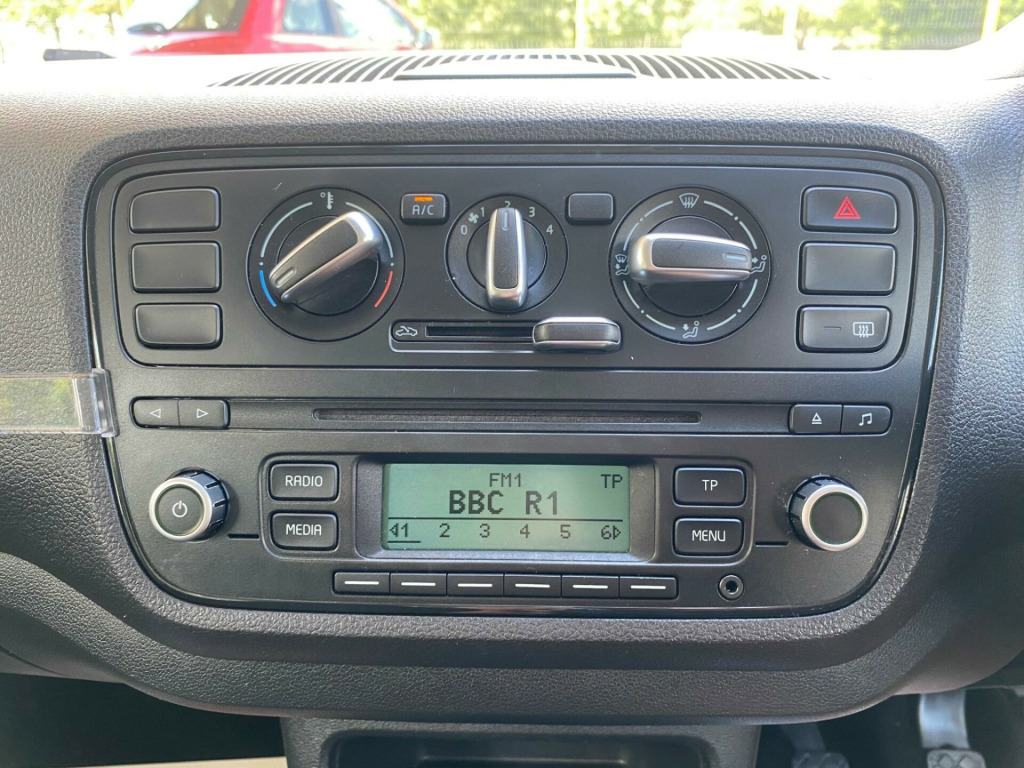 A/C
0 1 2 3 4
RADIO
MEDIA
FM1 TP
BBC R1
1 2 3 4 5 6
TP
MENU